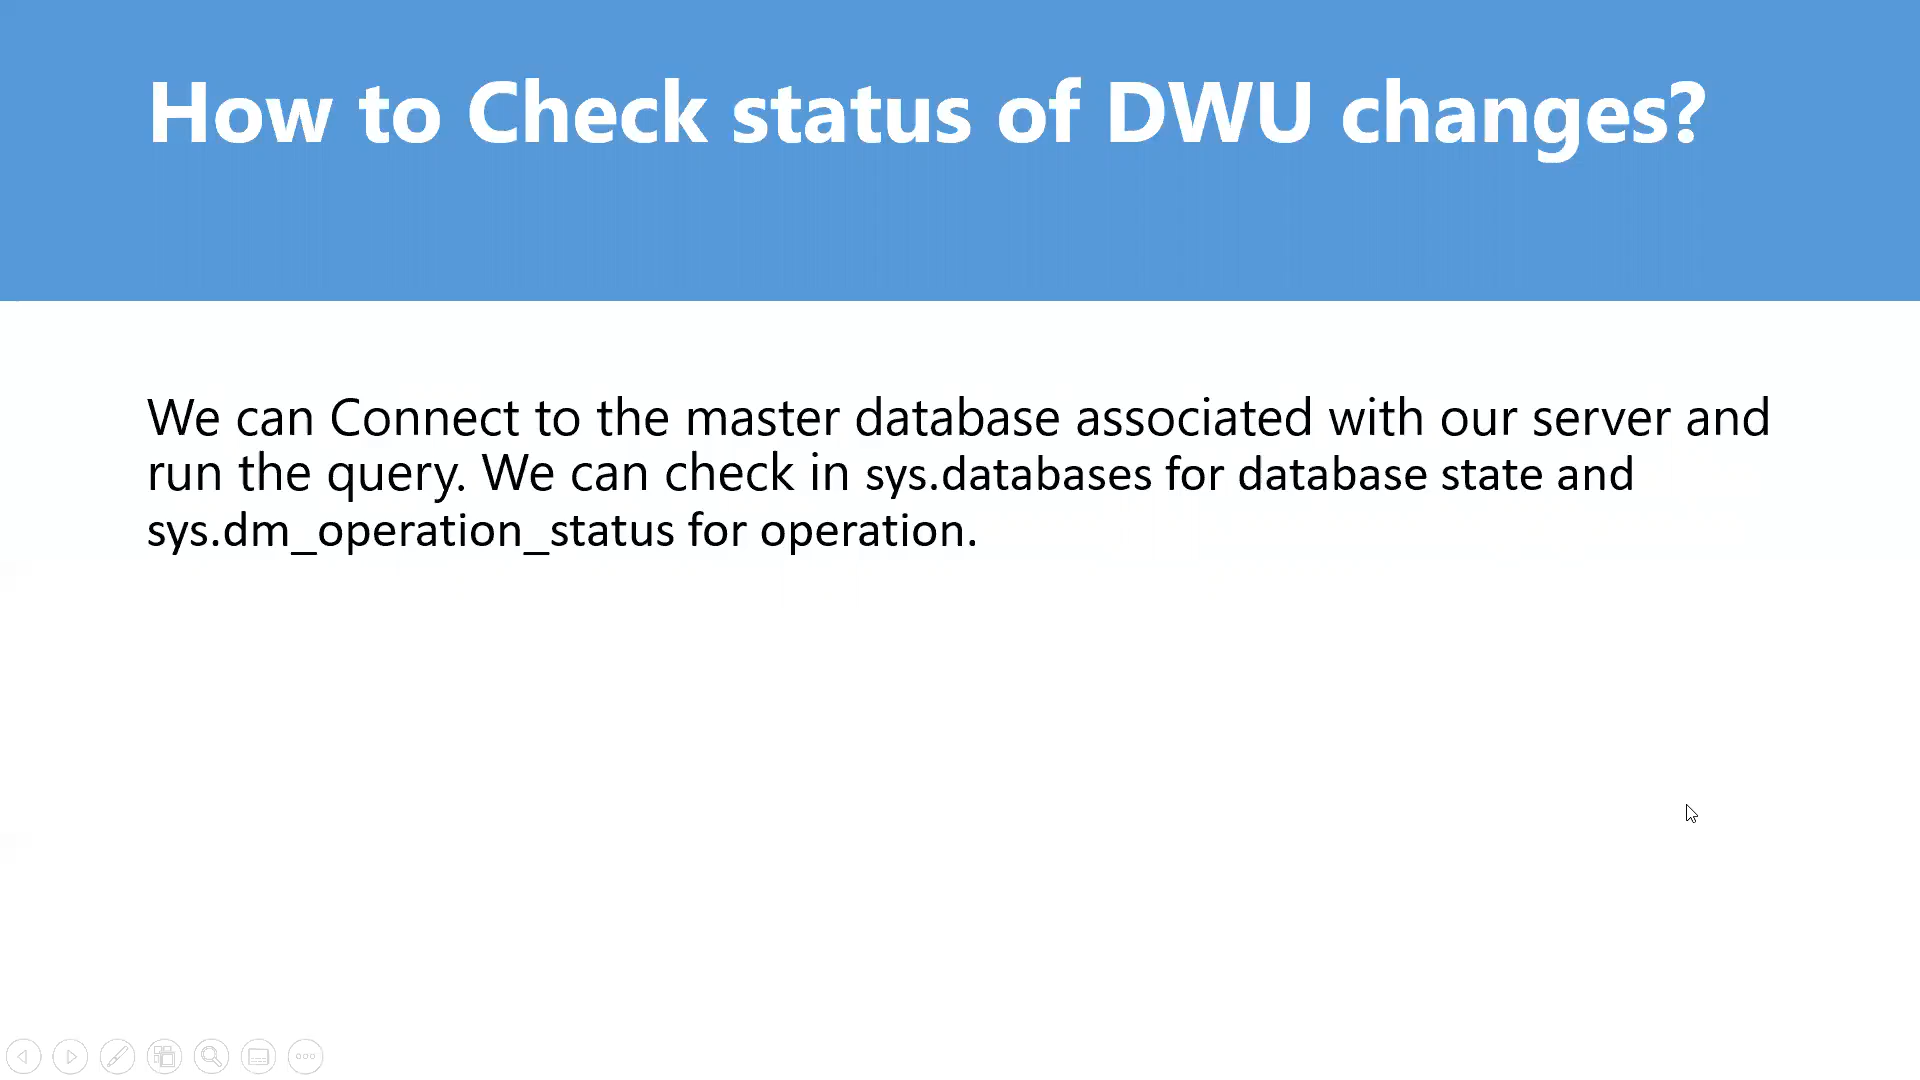 How to Check status of DWU changes?
We can Connect to the master database associated with our server and
run the query. We can check in sys.databases for database state and
sys.dm_operation_status for operation.